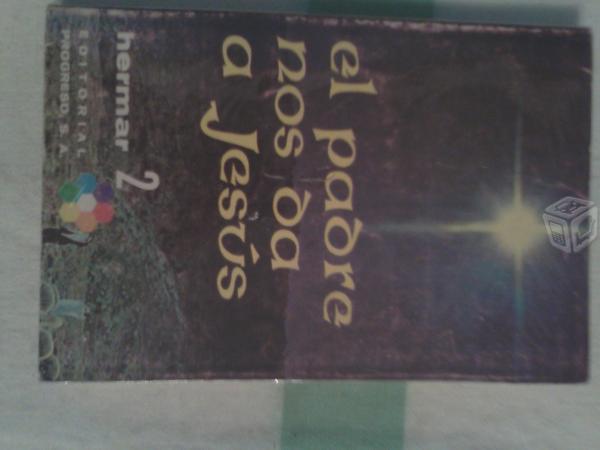 el padre
nos da
a Jesús
hermar 2
EDITORIAL
PROGRESO, S. A.